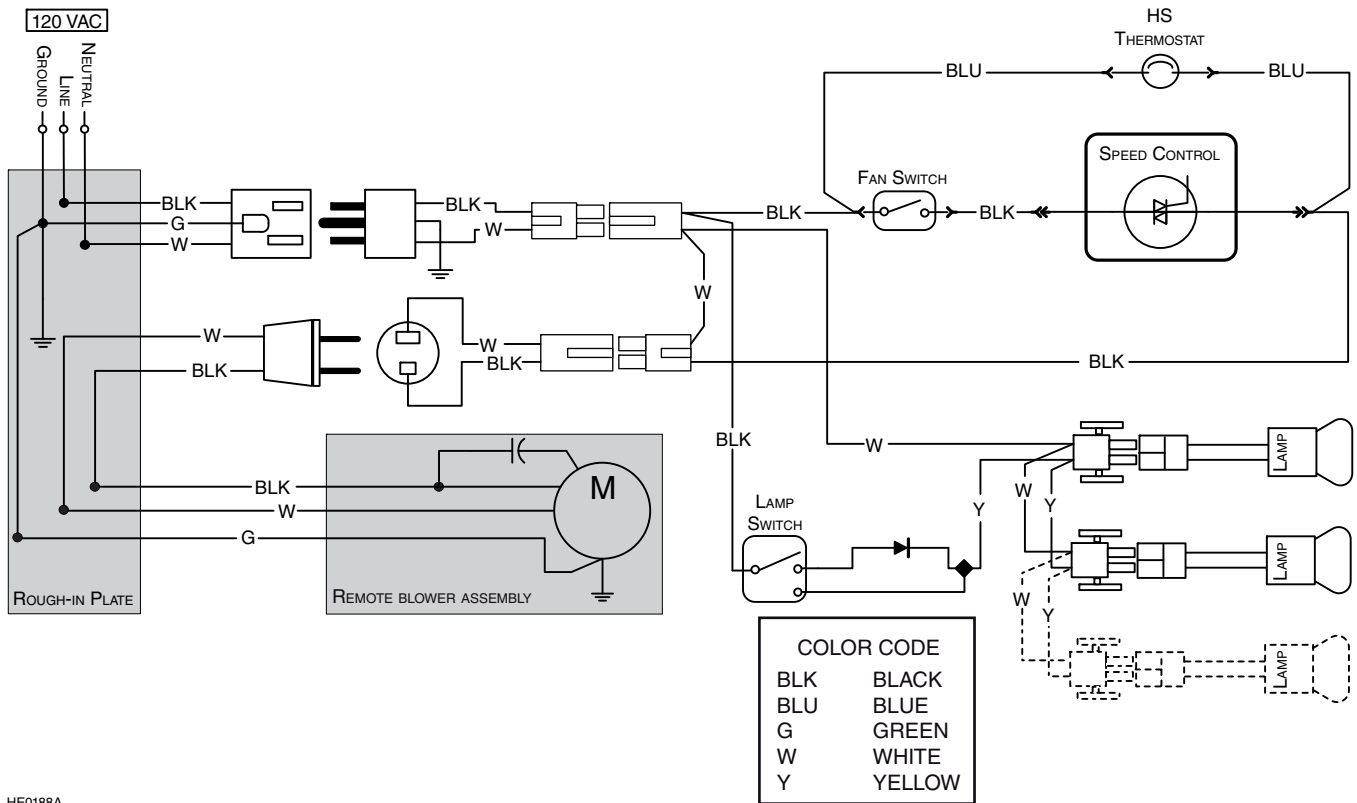 120 VAC
GROUND
LINE
NEUTRAL
HS
THERMOSTAT
BLU
BLU
SPEED CONTROL
FAN SWITCH
BLK
BLK
BLK
BLK
G
W
W
W
W
W
BLK
BLK
BLK
BLK
W
LAMP
W
Y
Y
LAMP
SWITCH
LAMP
W
Y
LAMP
BLK
W
G
M
ROUGH-IN PLATE
REMOTE BLOWER ASSEMBLY
COLOR CODE
BLK BLACK
BLU BLUE
G GREEN
W WHITE
Y YELLOW
HE0188A